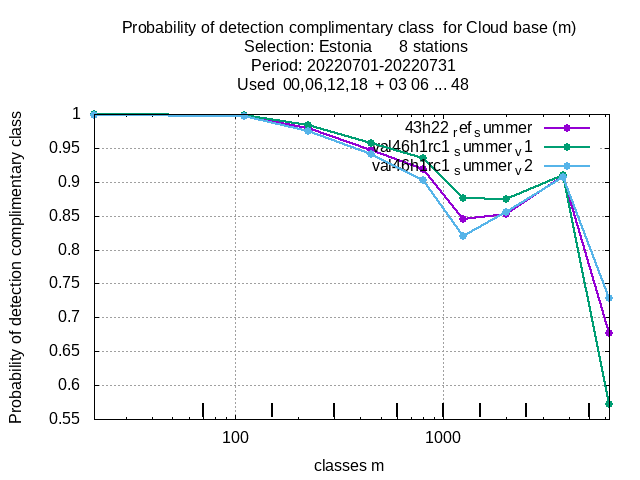 Probability of detection complimentary class  for Cloud base (m)
Selection: Estonia      8 stations
Period: 20220701-20220731
Used  00,06,12,18  + 03 06 ... 48
Probability of detection complimentary class
1
0.95
0.9
0.85
0.8
0.75
0.7
0.65
0.6
0.55
43h22_ref_summer
val46h1rc1_summer_v1
val46h1rc1_summer_v2
100
1000
classes m